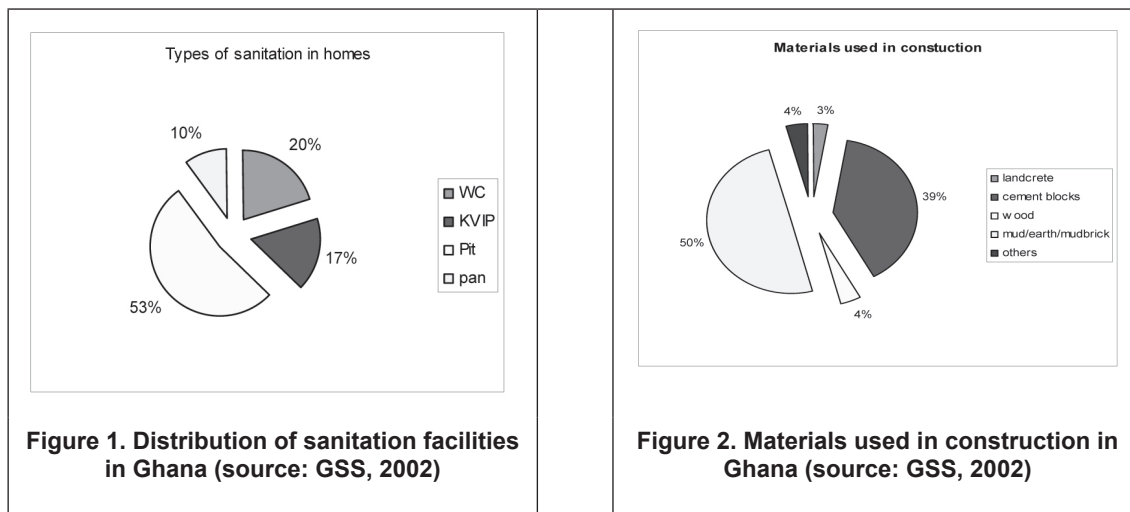 Types of sanitation in homes
10%
20%
17%
53%
WC
KVIP
Pit
pan
Figure 1. Distribution of sanitation facilities
in Ghana (source: GSS, 2002)
Materials used in constuction
4%
3%
39%
50%
4%
landcrete
cement blocks
wood
mud/earth/mudbrick
others
Figure 2. Materials used in construction in
Ghana (source: GSS, 2002)